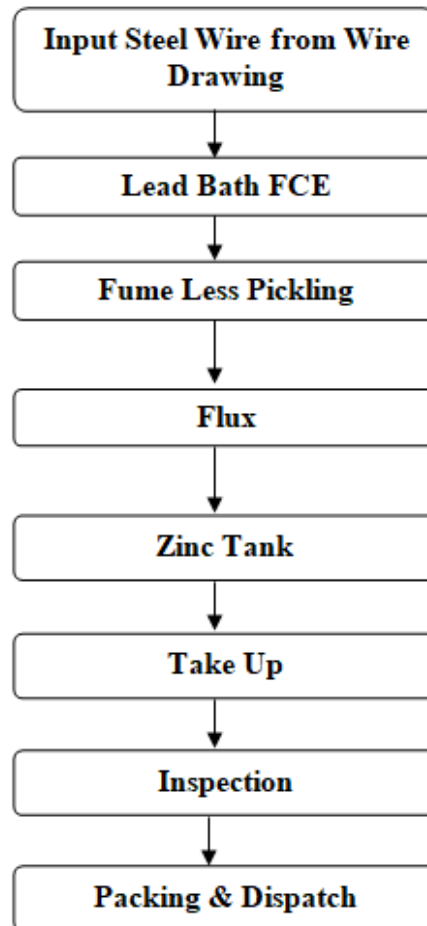 Input Steel Wire from Wire
Drawing
Lead Bath FCE
Fume Less Pickling
Flux
Zinc Tank
Take Up
Inspection
Packing & Dispatch